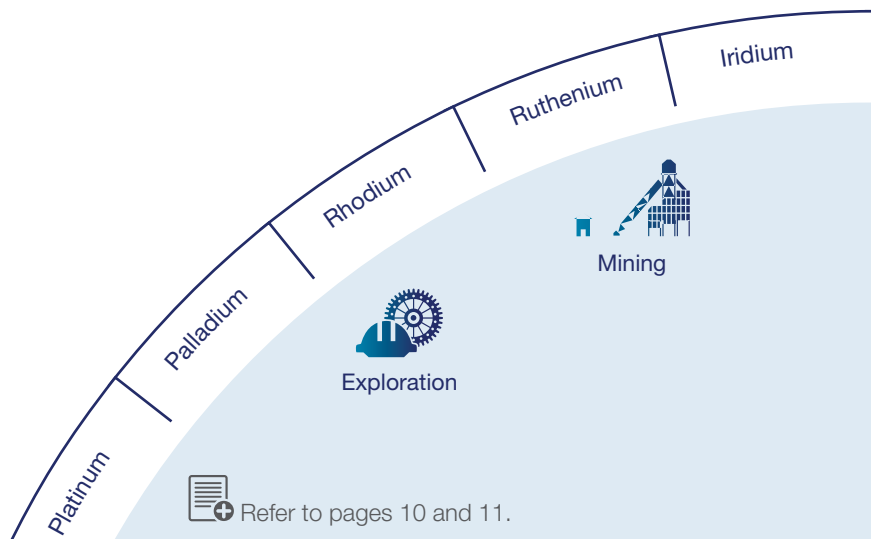 Platinum
Palladium
Rhodium
Ruthenium
Iridium
Mining
Exploration
Refer to pages 10 and 11.